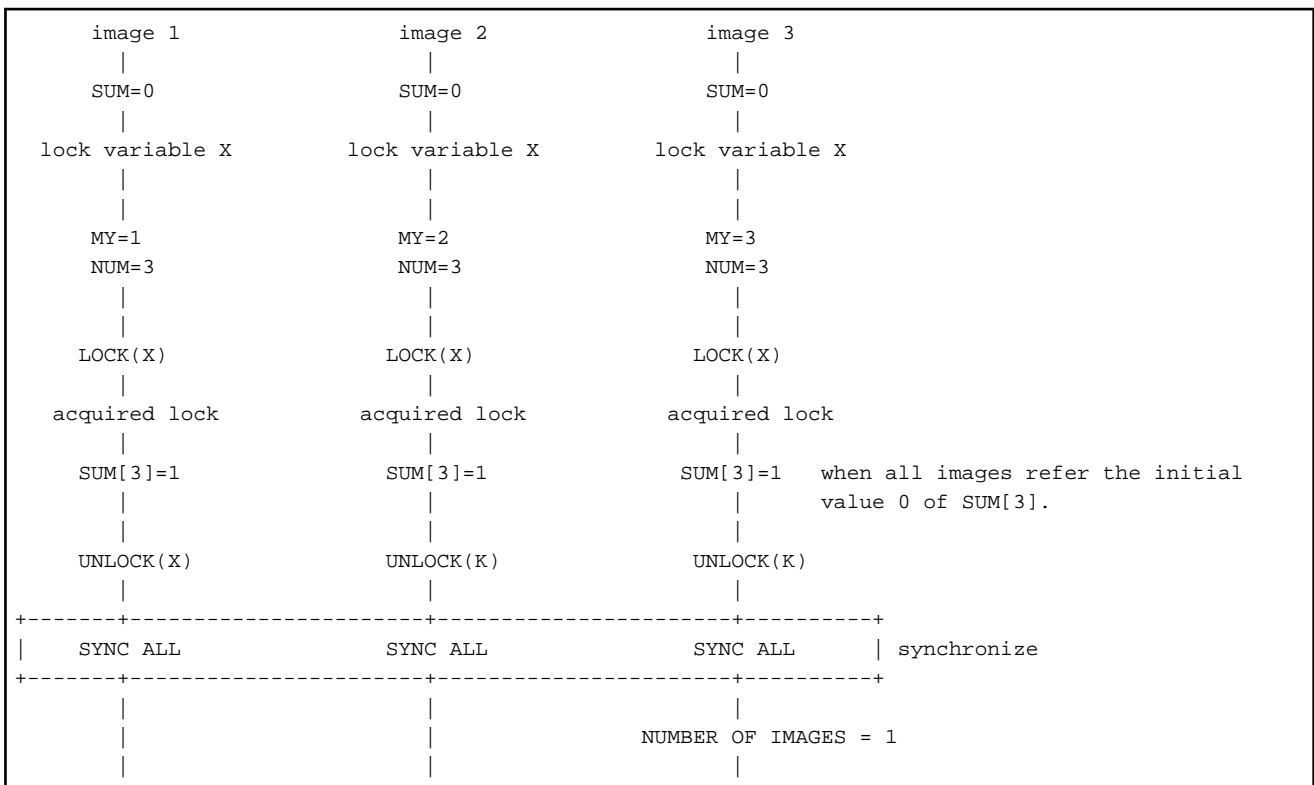 image 1 image 2 image 3
| | |
SUM=0 SUM=0 SUM=0
| | |
lock variable X lock variable X lock variable X
| | |
| | |
MY=1 MY=2 MY=3
NUM=3 NUM=3 NUM=3
| | |
| | |
LOCK(X) LOCK(X) LOCK(X)
| | |
acquired lock acquired lock acquired lock
| | |
SUM[3]=1 SUM[3]=1 SUM[3]=1 when all images refer the initial
| | | value 0 of SUM[3].
| | |
UNLOCK(X) UNLOCK(K) UNLOCK(K)
| | |
+-------+-----------------------+-----------------------+----------+
| SYNC ALL SYNC ALL SYNC ALL | synchronize
+-------+-----------------------+-----------------------+----------+
| | |
| | NUMBER OF IMAGES = 1
| | |